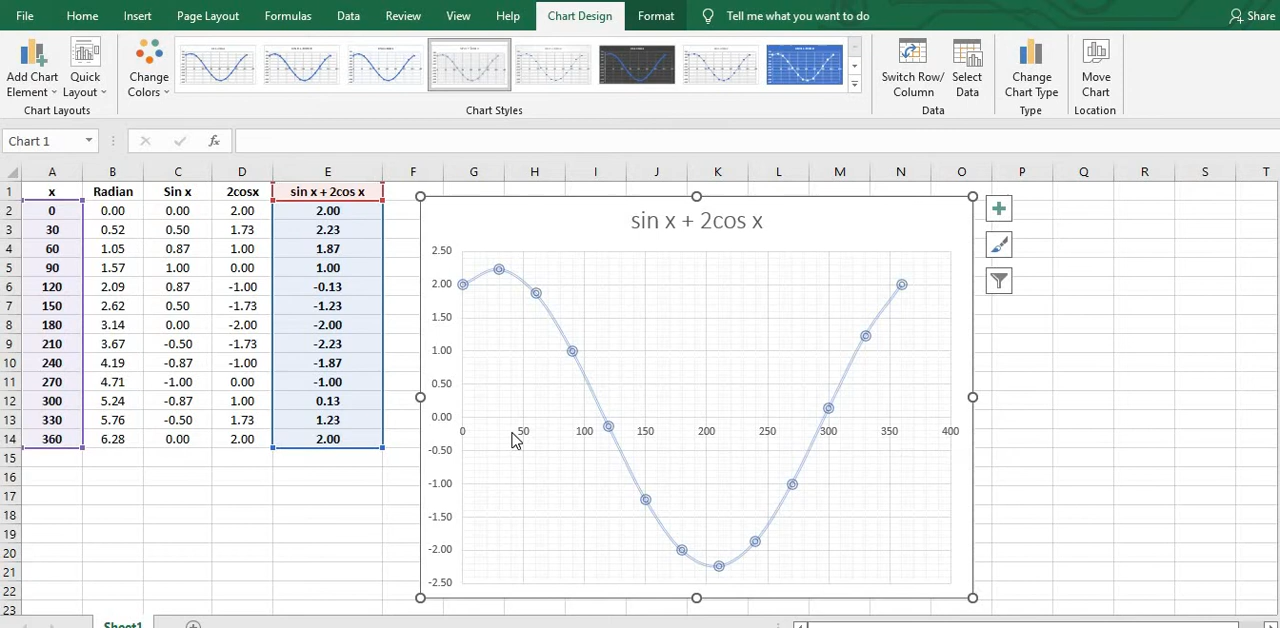 File Home Insert Page Layout Formulas Data Review View Help Chart Design Format Tell me what you want to do Share
Add Chart Element Quick Layout Change Colors Switch Row/ Column Select Data Change Chart Type Move Chart
Chart Layouts Chart Styles Data Type Location
Chart 1 fx
A B C D E F G H I J K L M N O P Q R S T
1 x Radian Sin x 2cosx sin x + 2cos x
2 0 0.00 0.00 2.00 2.00
3 30 0.52 0.50 1.73 2.23
4 60 1.05 0.87 1.00 1.87
5 90 1.57 1.00 0.00 1.00
6 120 2.09 0.87 -1.00 -0.13
7 150 2.62 0.50 -1.73 -1.23
8 180 3.14 0.00 -2.00 -2.00
9 210 3.67 -0.50 -1.73 -2.23
10 240 4.19 -0.87 -1.00 -1.87
11 270 4.71 -1.00 0.00 -1.00
12 300 5.24 -0.87 1.00 0.13
13 330 5.76 -0.50 1.73 1.23
14 360 6.28 0.00 2.00 2.00
15
16
17
18
19
20
21
22
23
sin x + 2cos x
2.50
2.00
1.50
1.00
0.50
0.00
0 50 100 150 200 250 300 350 400
-0.50
-1.00
-1.50
-2.00
-2.50
Sheet1